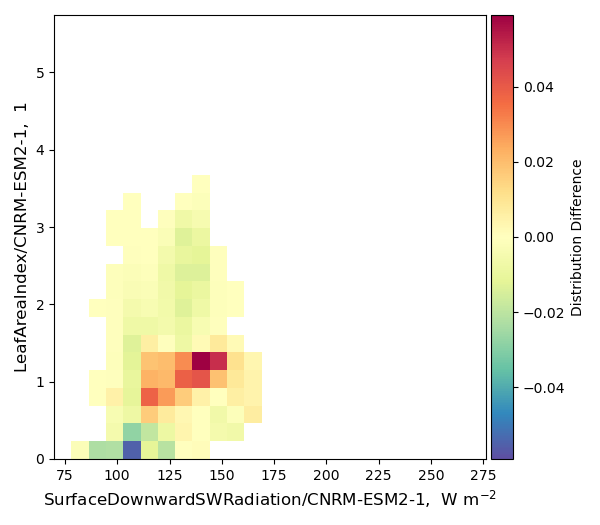 LeafAreaIndex/CNRM-ESM2-1, 1
5
4
3
2
1
0
75 100 125 150 175 200 225 250 275
SurfaceDownwardSWRadiation/CNRM-ESM2-1, W m⁻²
0.04
0.02
0.00
−0.02
−0.04
Distribution Difference